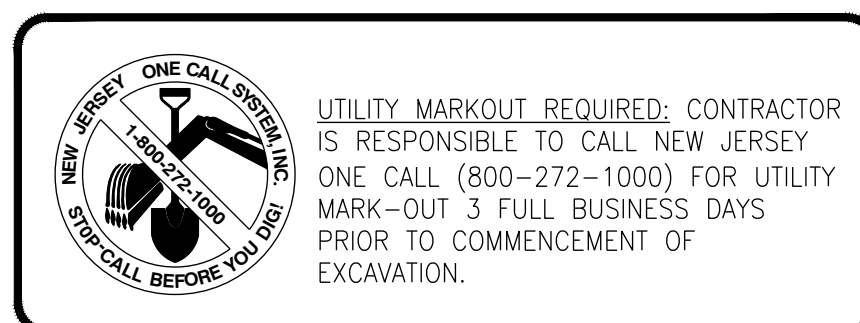 NEW JERSEY ONE CALL SYSTEM, INC.
1-800-272-1000
STOP-CALL BEFORE YOU DIG!
UTILITY MARKOUT REQUIRED: CONTRACTOR
IS RESPONSIBLE TO CALL NEW JERSEY
ONE CALL (800-272-1000) FOR UTILITY
MARK-OUT 3 FULL BUSINESS DAYS
PRIOR TO COMMENCEMENT OF
EXCAVATION.